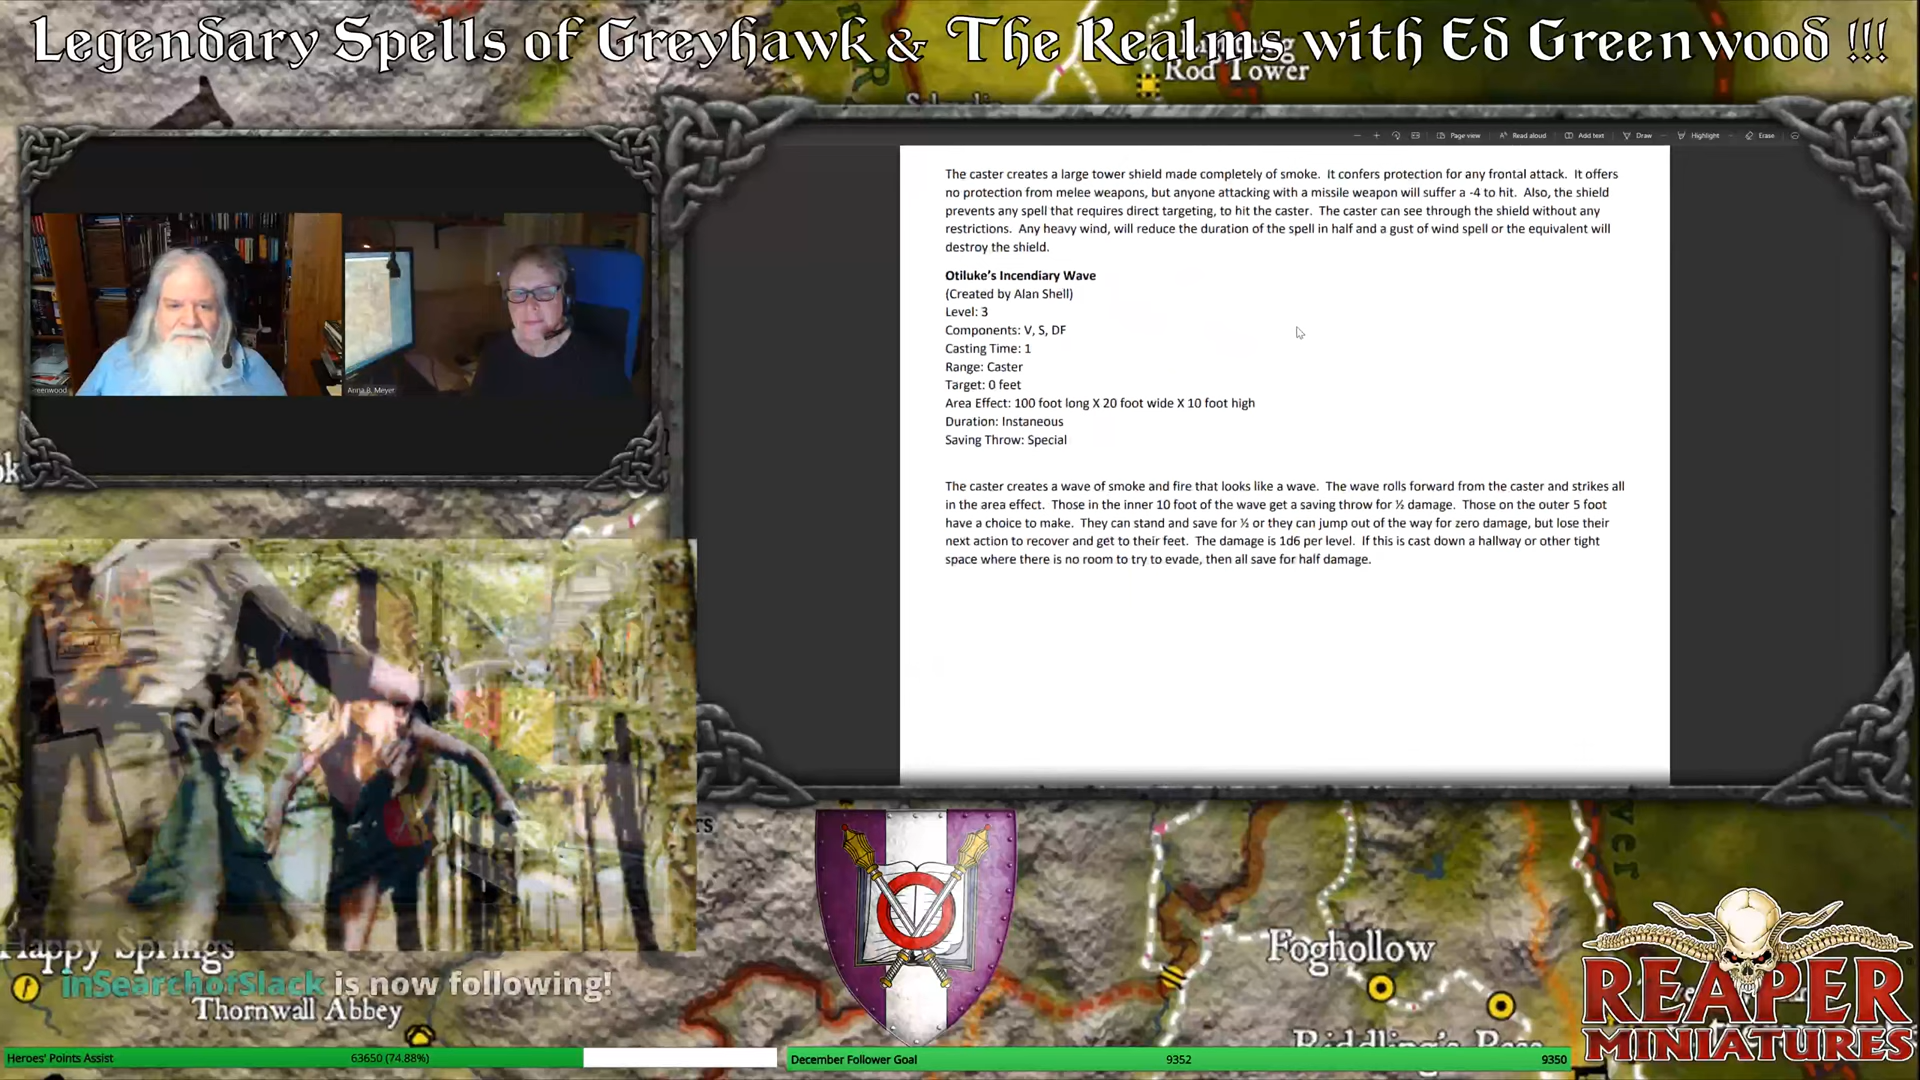 Legendary Spells of Greyhawk & The Realms with Ed Greenwood !!!
Rod Tower
Page view
Read aloud
Add text
Draw
Highlight
Erase
The caster creates a large tower shield made completely of smoke. It confers protection for any frontal attack. It offers
no protection from melee weapons, but anyone attacking with a missile weapon will suffer a -4 to hit. Also, the shield
prevents any spell that requires direct targeting, to hit the caster. The caster can see through the shield without any
restrictions. Any heavy wind, will reduce the duration of the spell in half and a gust of wind spell or the equivalent will
destroy the shield.
Otiluke's Incendiary Wave
(Created by Alan Shell)
Level: 3
Components: V, S, DF
Casting Time: 1
Range: Caster
Target: 0 feet
Area Effect: 100 foot long X 20 foot wide X 10 foot high
Duration: Instaneous
Saving Throw: Special
The caster creates a wave of smoke and fire that looks like a wave. The wave rolls forward from the caster and strikes all
in the area effect. Those in the inner 10 foot of the wave get a saving throw for ½ damage. Those on the outer 5 foot
have a choice to make. They can stand and save for ½ or they can jump out of the way for zero damage, but lose their
next action to recover and get to their feet. The damage is 1d6 per level. If this is cast down a hallway or other tight
space where there is no room to try to evade, then all save for half damage.
reenwood
Anna B. Meyer
Happy Springs
inSearchofSlack is now following!
Thornwall Abbey
Foghollow
REAPER
MINIATURES
Heroes' Points Assist
63650 (74.88%)
December Follower Goal
9352
9350